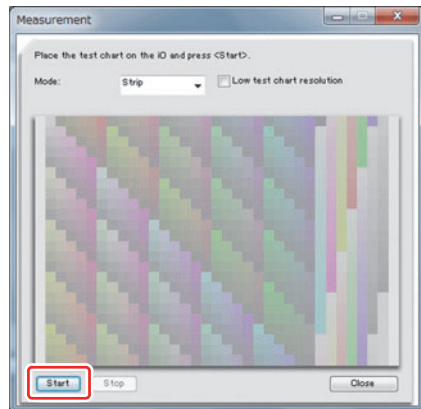 Measurement
Place the test chart on the iO and press <Start>.
Mode: Strip Low test chart resolution
Start Stop Close